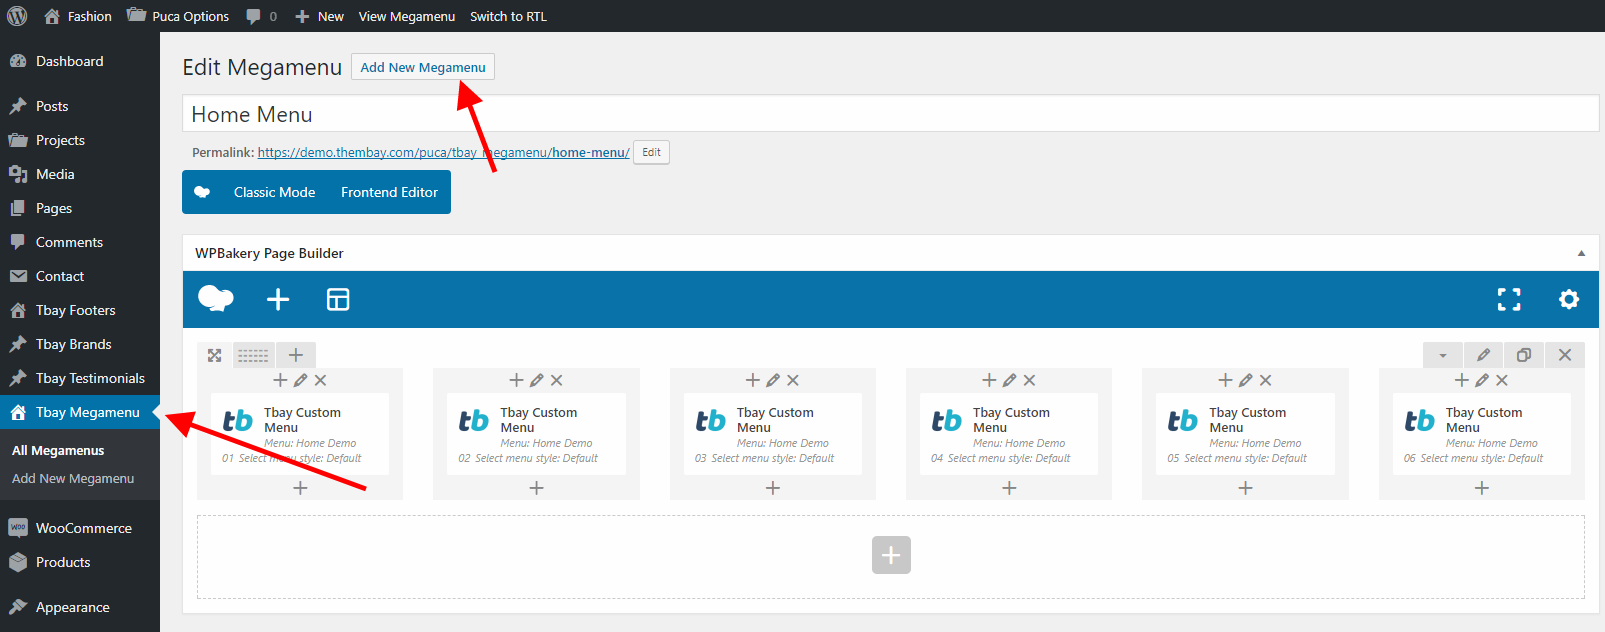 Fashion Puca Options 0 New View Megamenu Switch to RTL
Dashboard
Posts
Projects
Media
Pages
Comments
Contact
Tbay Footers
Tbay Brands
Tbay Testimonials
Tbay Megamenu
All Megamenus
Add New Megamenu
WOO WooCommerce
Products
Appearance
Edit Megamenu Add New Megamenu
Home Menu
Permalink: https://demo.thembay.com/puca/tbay_megamenu/home-menu/ Edit
Classic Mode Frontend Editor
WPBakery Page Builder
tb Tbay Custom
Menu
Menu: Home Demo
01 Select menu style: Default
tb Tbay Custom
Menu
Menu: Home Demo
02 Select menu style: Default
tb Tbay Custom
Menu
Menu: Home Demo
03 Select menu style: Default
tb Tbay Custom
Menu
Menu: Home Demo
04 Select menu style: Default
tb Tbay Custom
Menu
Menu: Home Demo
05 Select menu style: Default
tb Tbay Custom
Menu
Menu: Home Demo
06 Select menu style: Default